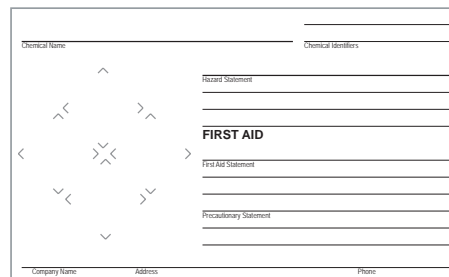 Chemical Name
Chemical Identifiers
Hazard Statement
FIRST AID
First Aid Statement
Precautionary Statement
Company Name Address Phone